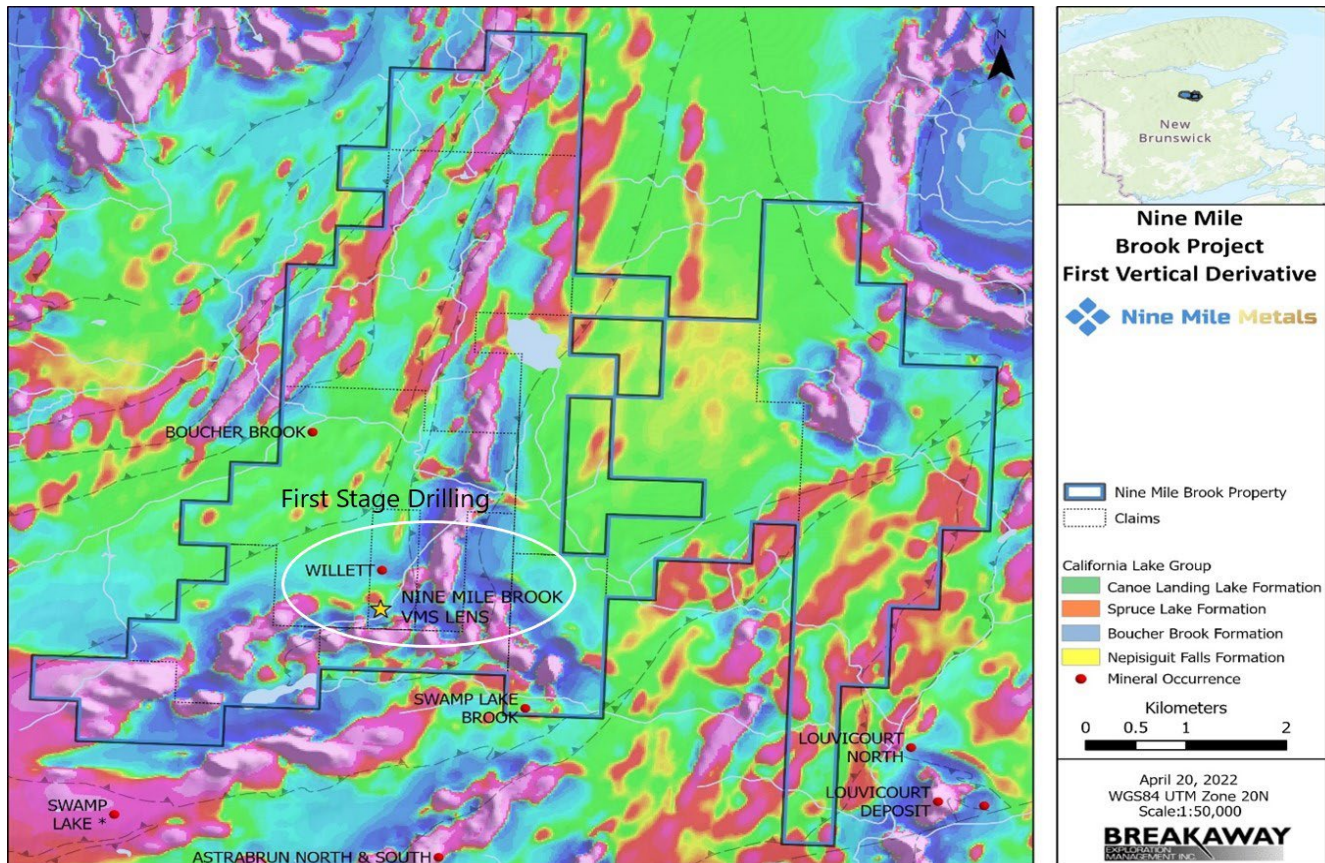 BOUCHER BROOK
First Stage Drilling
WILLETT
NINE MILE BROOK
VMS LENS
SWAMP LAKE
BROOK
LOUVICOURT
NORTH
LOUVICOURT
DEPOSIT
SWAMP
LAKE *
ASTRABRUN NORTH & SOUTH
N
New
Brunswick
Nine Mile
Brook Project
First Vertical Derivative
Nine Mile Metals
Nine Mile Brook Property
Claims
California Lake Group
Canoe Landing Lake Formation
Spruce Lake Formation
Boucher Brook Formation
Nepisiguit Falls Formation
Mineral Occurrence
Kilometers
0 0.5 1 2
April 20, 2022
WGS84 UTM Zone 20N
Scale:1:50,000
BREAKAWAY
EXPLORATION
MANAGEMENT INC.